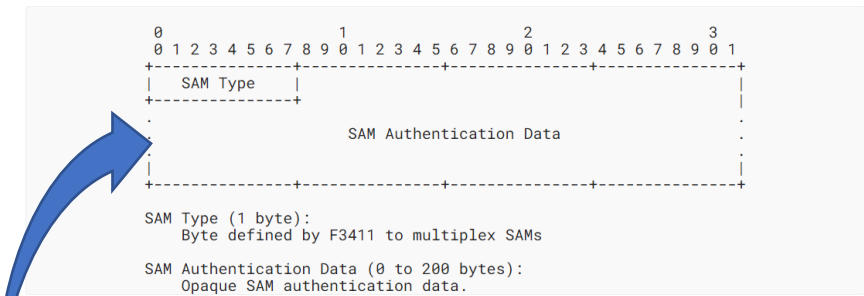 0                   1                   2                   3
0 1 2 3 4 5 6 7 8 9 0 1 2 3 4 5 6 7 8 9 0 1 2 3 4 5 6 7 8 9 0 1
+---------------+---------------+---------------+---------------+
|   SAM Type    |                                               |
+---------------+                                               |
.                                                               .
.                     SAM Authentication Data                   .
.                                                               .
|                                                               |
+---------------+---------------+---------------+---------------+
SAM Type (1 byte):
Byte defined by F3411 to multiplex SAMs
SAM Authentication Data (0 to 200 bytes):
Opaque SAM authentication data.